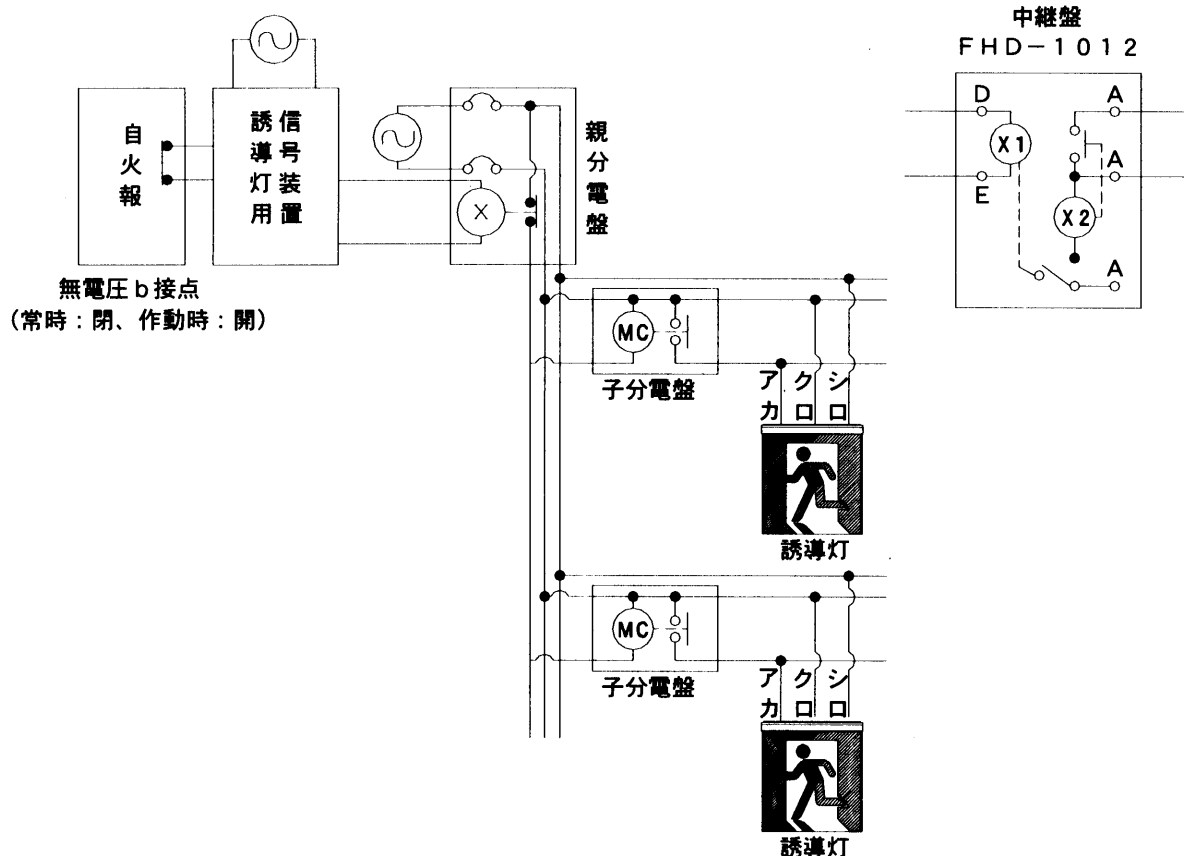 中継盤
FHD-1012
自火報
誘導灯用
信号装置
X
親分電盤
D
A
X1
A
E
X2
A
無電圧b接点
(常時:閉、作動時:開)
MC
子分電盤
アカ
クロ
シロ
誘導灯
MC
子分電盤
アカ
クロ
シロ
誘導灯